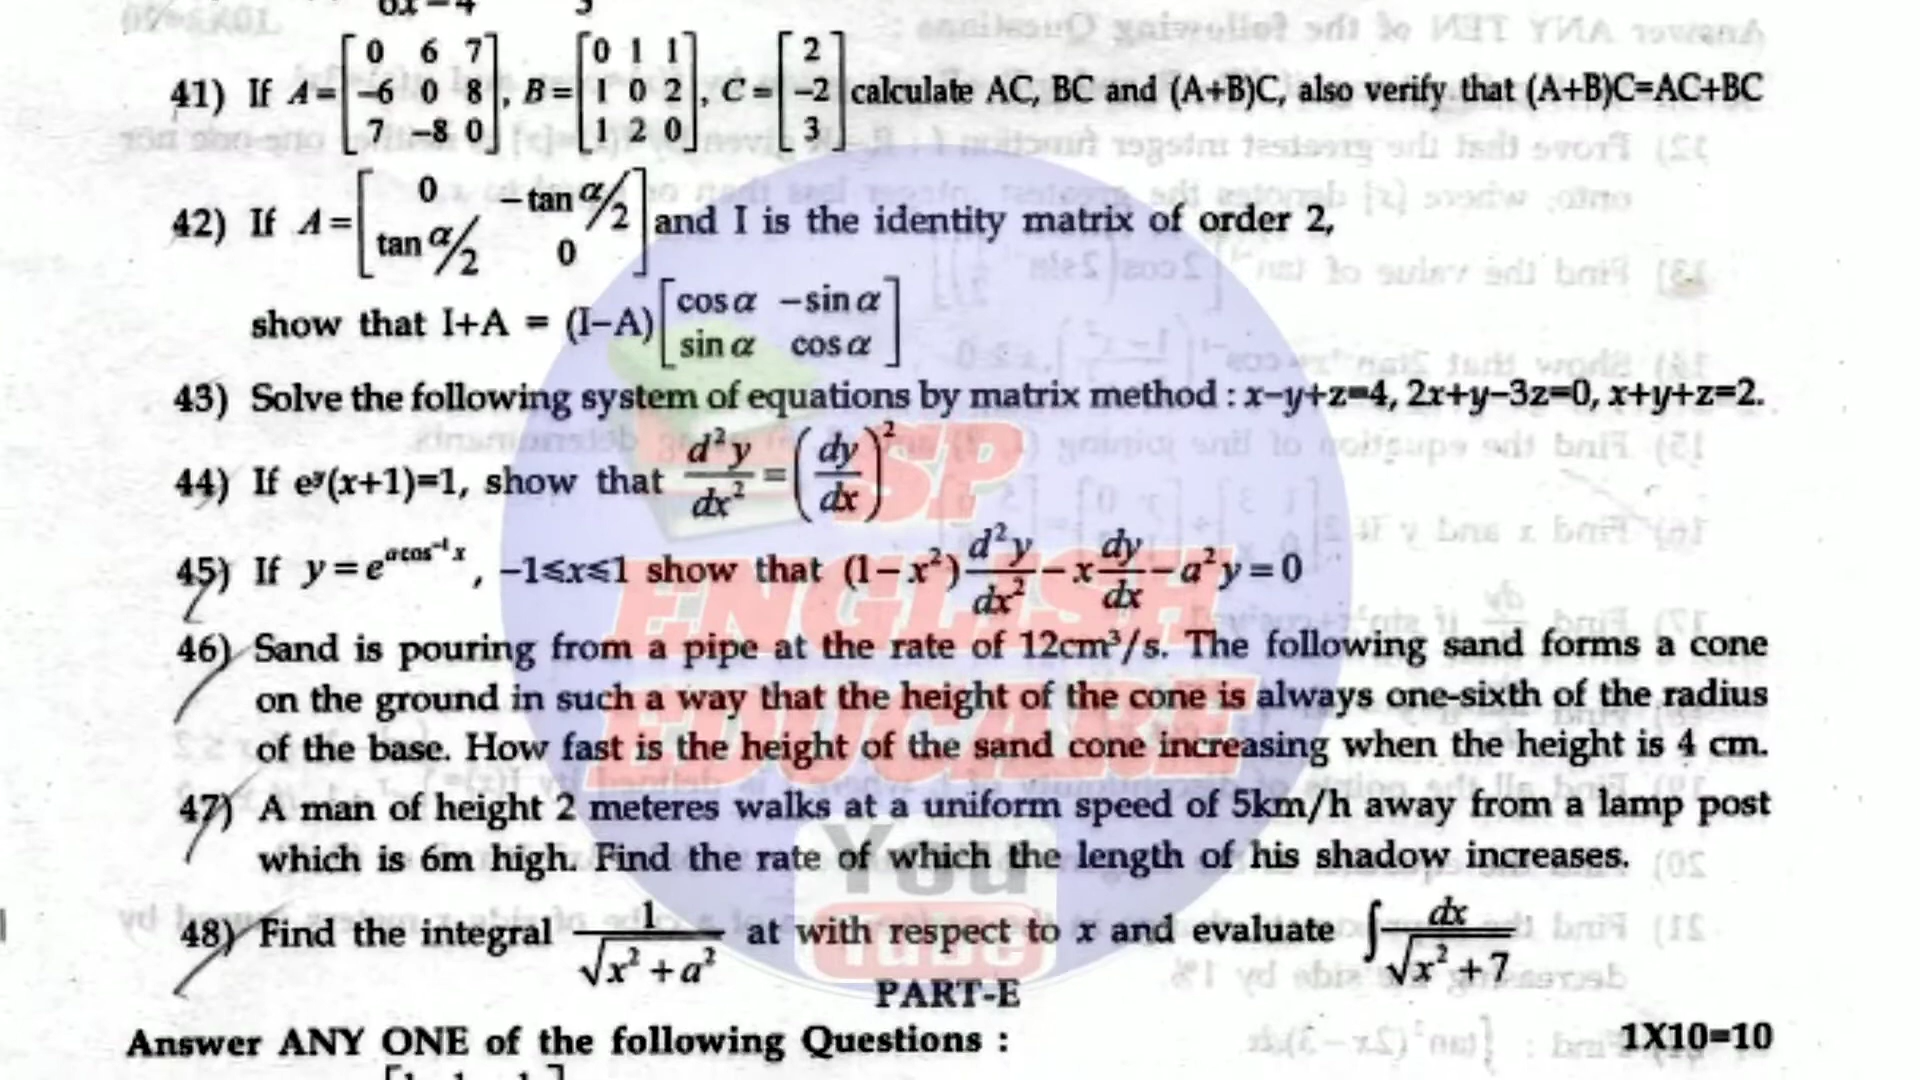 6x−4 3
41) If A=[0 6 7; −6 0 8; 7 −8 0], B=[0 1 1; 1 0 2; 1 2 0], C=[2; −2; 3] calculate AC, BC and (A+B)C, also verify that (A+B)C=AC+BC
42) If A=[0 −tan α/2; tan α/2 0] and I is the identity matrix of order 2,
show that I+A = (I−A)[cos α −sin α; sin α cos α]
43) Solve the following system of equations by matrix method : x−y+z=4, 2x+y−3z=0, x+y+z=2.
44) If eʸ(x+1)=1, show that d²y/dx² = (dy/dx)²
45) If y=e^(a cos⁻¹ x), −1≤x≤1 show that (1−x²) d²y/dx² − x dy/dx − a²y = 0
46) Sand is pouring from a pipe at the rate of 12cm³/s. The following sand forms a cone
on the ground in such a way that the height of the cone is always one-sixth of the radius
of the base. How fast is the height of the sand cone increasing when the height is 4 cm.
47) A man of height 2 meteres walks at a uniform speed of 5km/h away from a lamp post
which is 6m high. Find the rate of which the length of his shadow increases.
48) Find the integral 1/√(x²+a²) at with respect to x and evaluate ∫ dx/√(x²+7)
PART-E
Answer ANY ONE of the following Questions : 1X10=10
SP
ENGLISH
EDUCARE
You
Tube